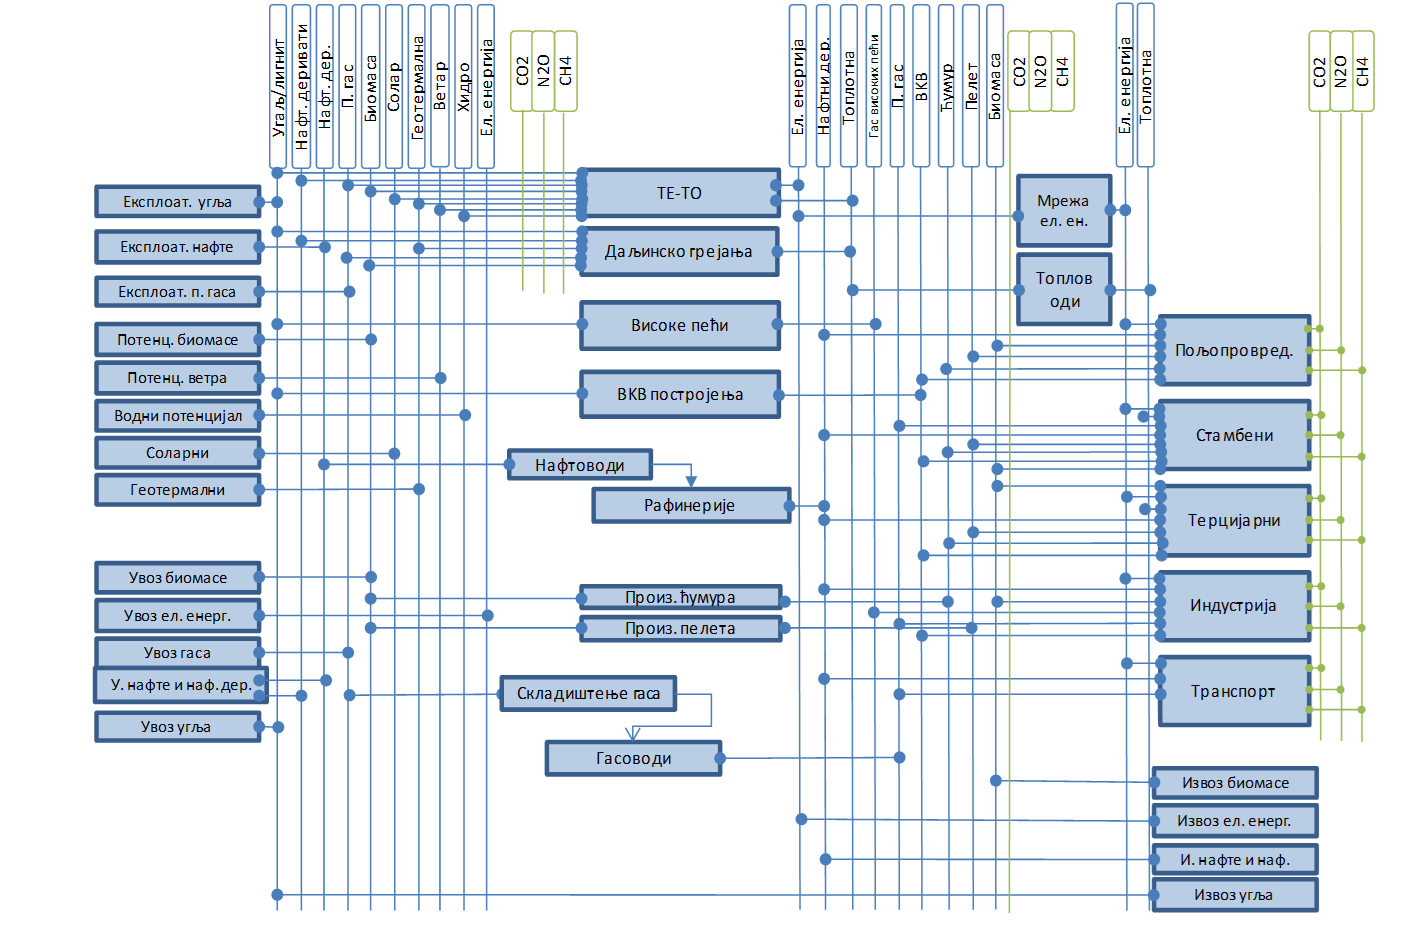 Угаљ/лигнит
Нафт. деривати
Нафт. дер.
П. гас
Биомаса
Солар
Геотермална
Ветар
Хидро
Ел. енергија
CO2
N2O
CH4
Ел. енергија
Нафтни дер.
Топлотна
Гас високих пећи
П. гас
ВКВ
Ћумур
Пелет
Биомаса
CO2
N2O
CH4
Ел. енергија
Топлотна
CO2
N2O
CH4
Експлоат. угља
Експлоат. нафте
Експлоат. п. гаса
Потенц. биомасе
Потенц. ветра
Водни потенцијал
Соларни
Геотермални
Увоз биомасе
Увоз ел. енерг.
Увоз гаса
У. нафте и наф. дер.
Увоз угља
ТЕ-ТО
Даљинско грејања
Високе пећи
ВКВ постројења
Нафтоводи
Рафинерије
Произ. ћумура
Произ. пелета
Складиштење гаса
Гасоводи
Мрежа
ел. ен.
Топлов
оди
Пољопровред.
Стамбени
Терцијарни
Индустрија
Транспорт
Извоз биомасе
Извоз ел. енерг.
И. нафте и наф.
Извоз угља